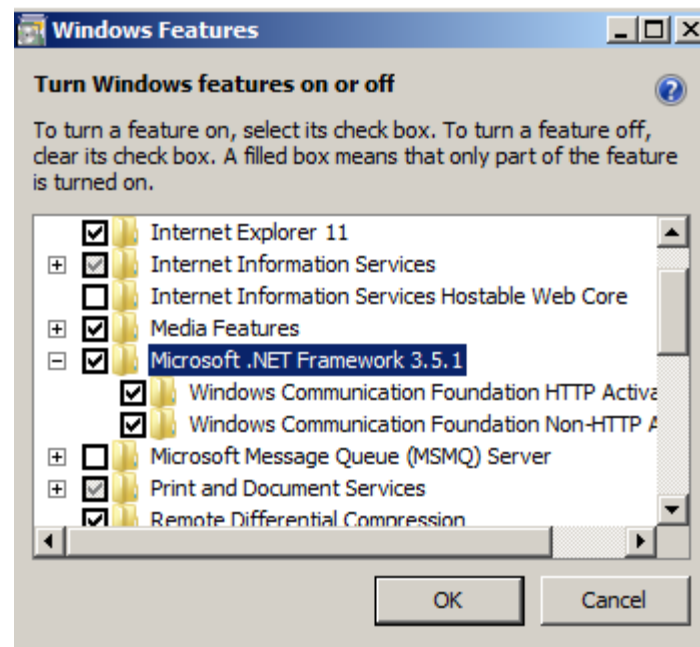 Windows Features
Turn Windows features on or off
To turn a feature on, select its check box. To turn a feature off,
clear its check box. A filled box means that only part of the feature
is turned on.
Internet Explorer 11
Internet Information Services
Internet Information Services Hostable Web Core
Media Features
Microsoft .NET Framework 3.5.1
Windows Communication Foundation HTTP Activa
Windows Communication Foundation Non-HTTP A
Microsoft Message Queue (MSMQ) Server
Print and Document Services
Remote Differential Compression
OK Cancel